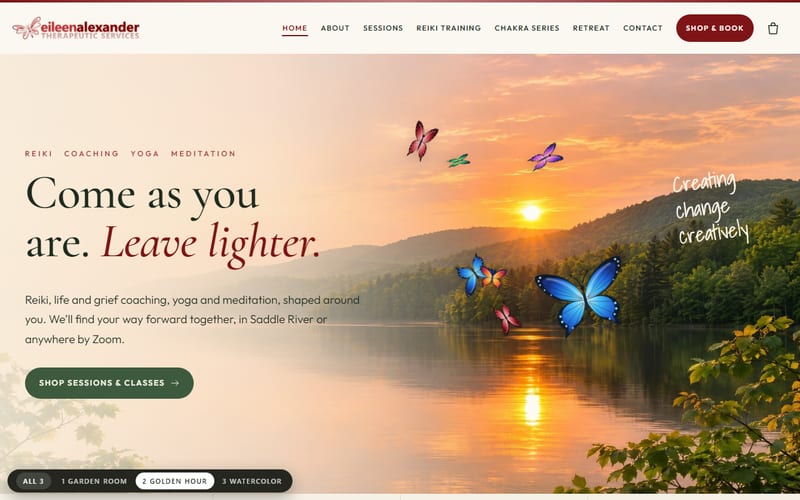 eileenalexander
THERAPEUTIC SERVICES
HOME ABOUT SESSIONS REIKI TRAINING CHAKRA SERIES RETREAT CONTACT SHOP & BOOK
REIKI COACHING YOGA MEDITATION
Come as you
are. Leave lighter.
Creating
change
creatively
Reiki, life and grief coaching, yoga and meditation, shaped around
you. We'll find your way forward together, in Saddle River or
anywhere by Zoom.
SHOP SESSIONS & CLASSES →
ALL 3 1 GARDEN ROOM 2 GOLDEN HOUR 3 WATERCOLOR